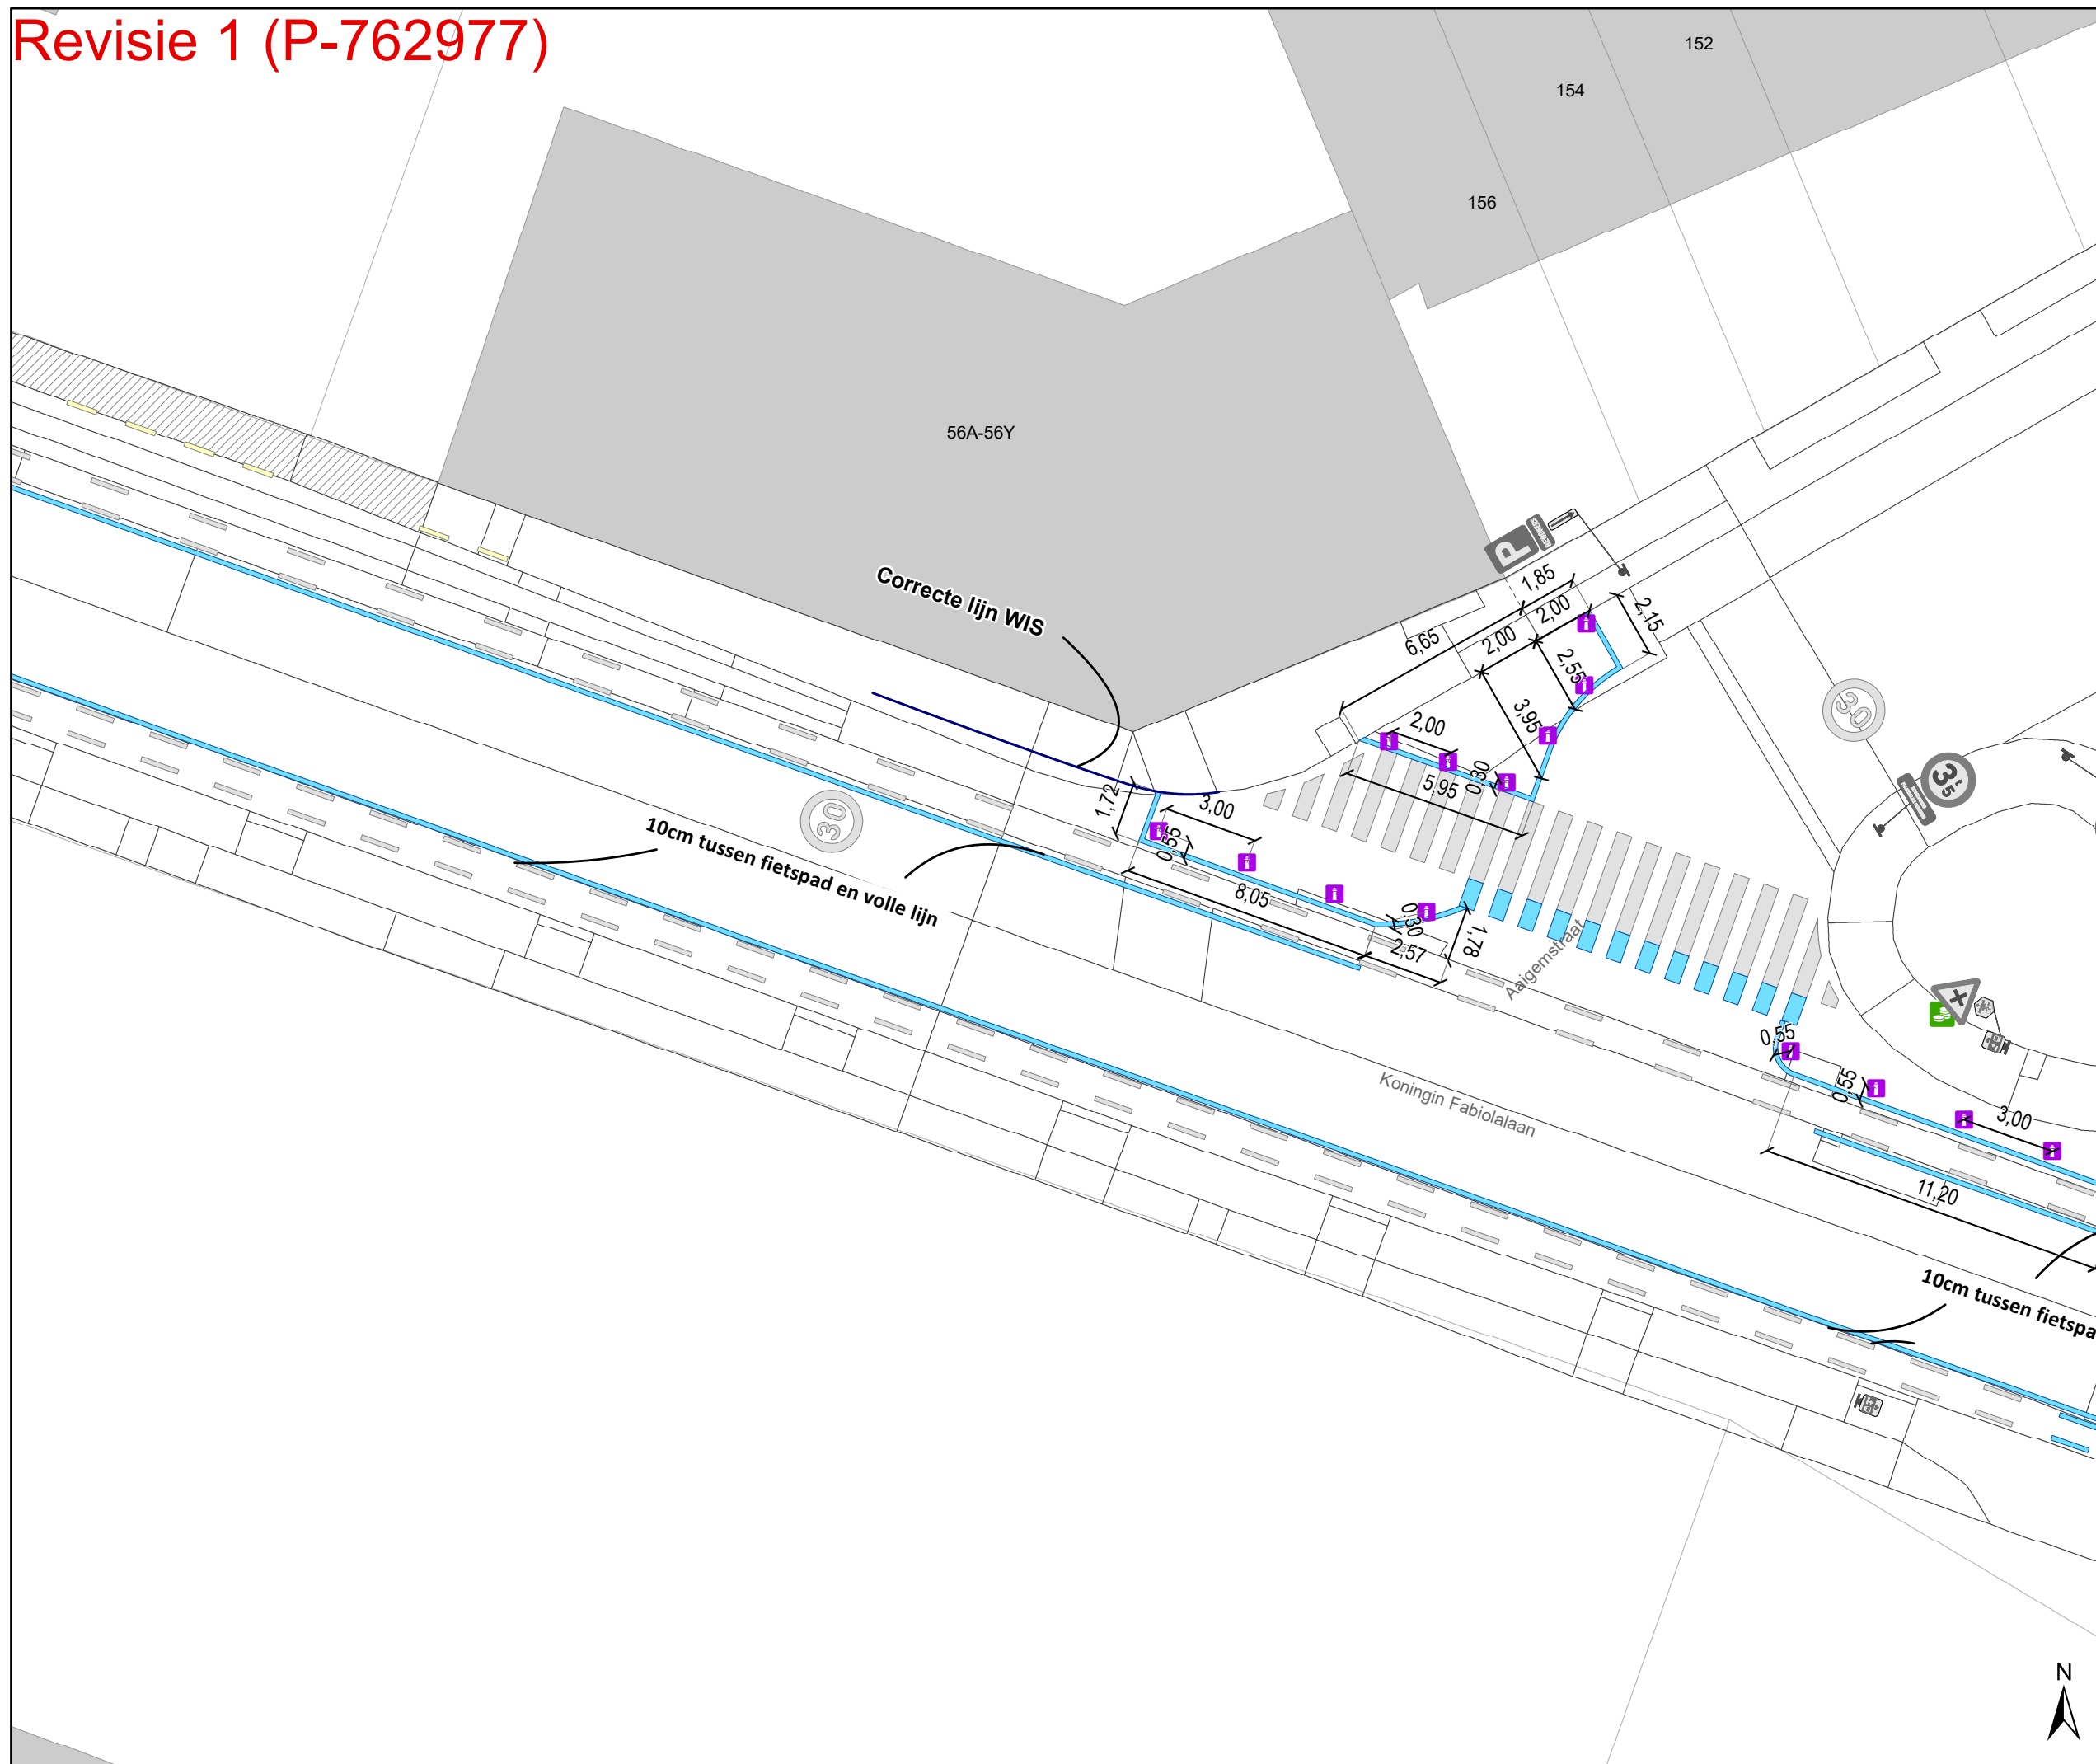 Revisie 1 (P-762977)
152
154
156
56A-56Y
Correcte lijn WIS
P
1,85
2,00
2,15
6,65
2,00
2,55
3,95
2,00
0,30
5,95
30
3,5t
1,72
3,00
0,55
30
10cm tussen fietspad en volle lijn
8,05
0,30
1,78
2,57
Aaigemstraat
0,55
0,55
3,00
Koningin Fabiolalaan
11,20
10cm tussen fietspa
N